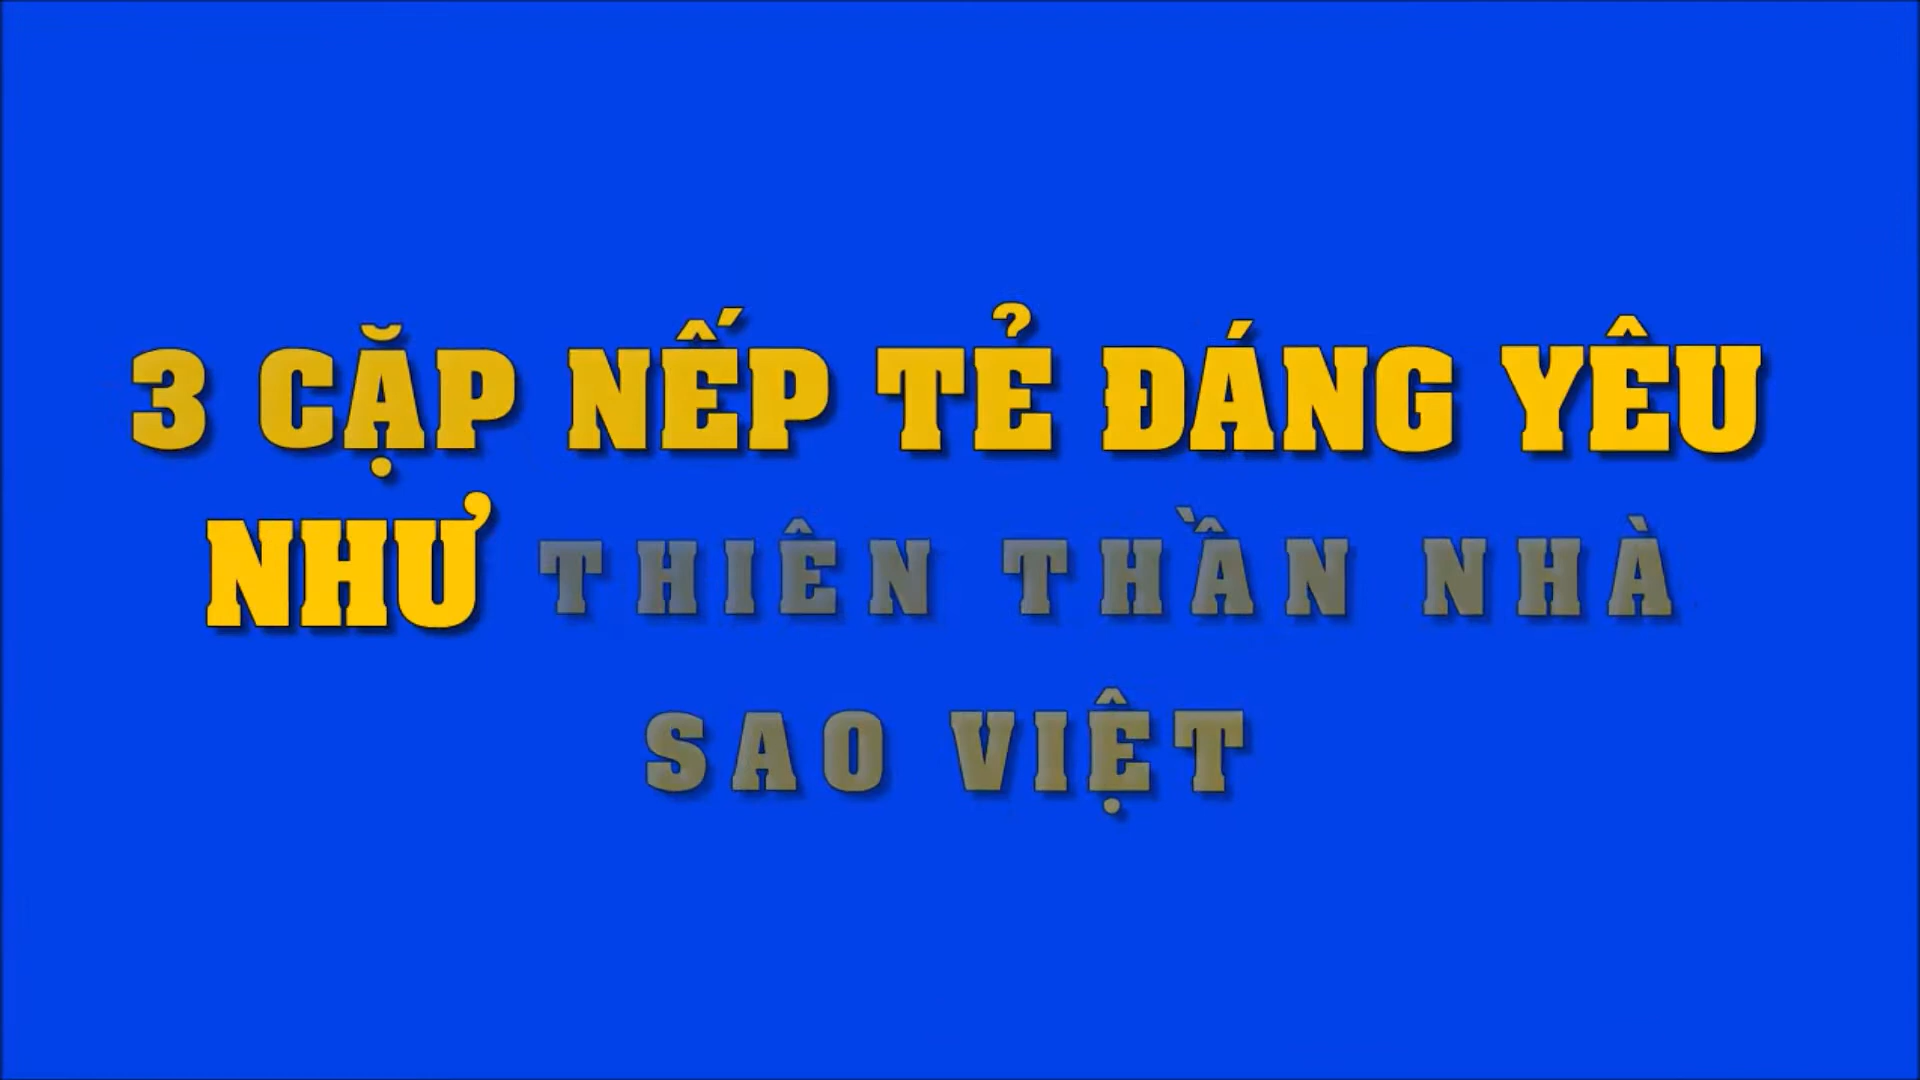 3 CẶP NẾP TẺ ĐÁNG YÊU
NHƯ THIÊN THẦN NHÀ
SAO VIỆT